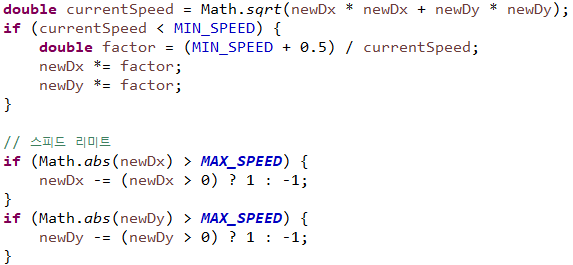 double currentSpeed = Math.sqrt(newDx * newDx + newDy * newDy);
if (currentSpeed < MIN_SPEED) {
    double factor = (MIN_SPEED + 0.5) / currentSpeed;
    newDx *= factor;
    newDy *= factor;
}

// 스피드 리미트
if (Math.abs(newDx) > MAX_SPEED) {
    newDx -= (newDx > 0) ? 1 : -1;
}
if (Math.abs(newDy) > MAX_SPEED) {
    newDy -= (newDy > 0) ? 1 : -1;
}